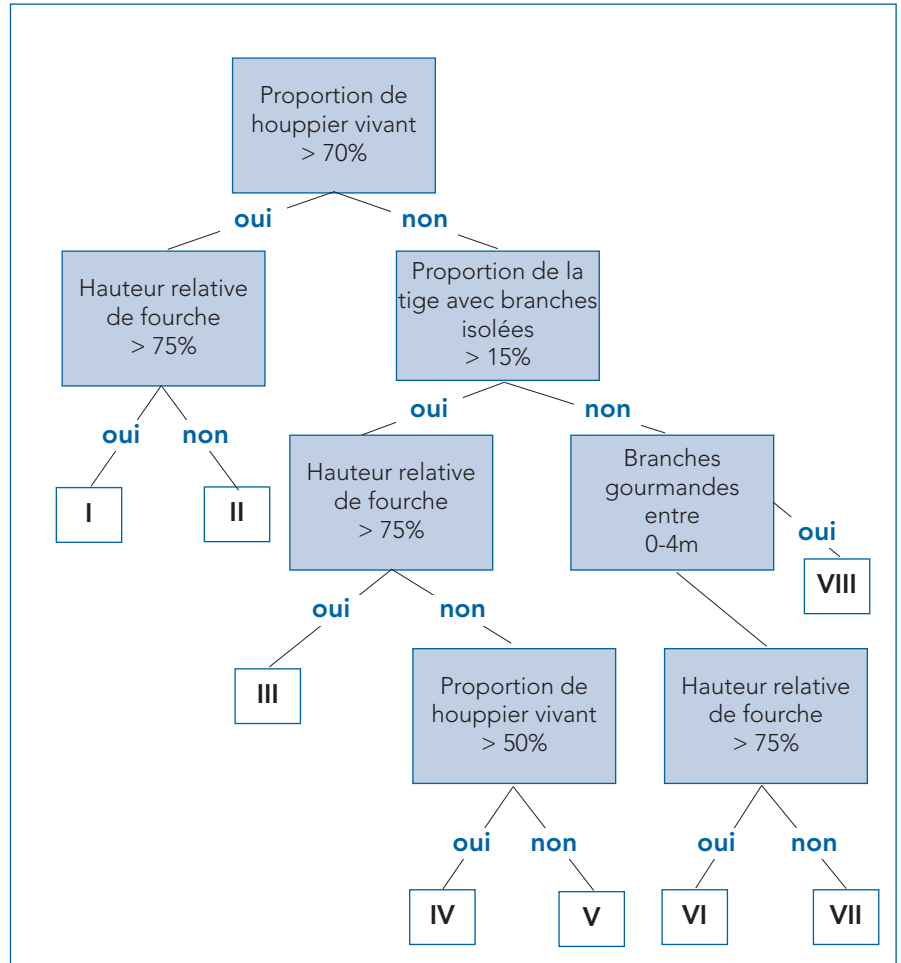 Proportion de
houppier vivant
> 70%
oui
non
Hauteur relative
de fourche
> 75%
Proportion de la
tige avec branches
isolées
> 15%
oui
non
I
II
oui
non
Hauteur relative
de fourche
> 75%
Branches
gourmandes
entre
0-4m
oui
VIII
oui
non
III
Proportion de
houppier vivant
> 50%
Hauteur relative
de fourche
> 75%
oui
non
oui
non
IV
V
VI
VII